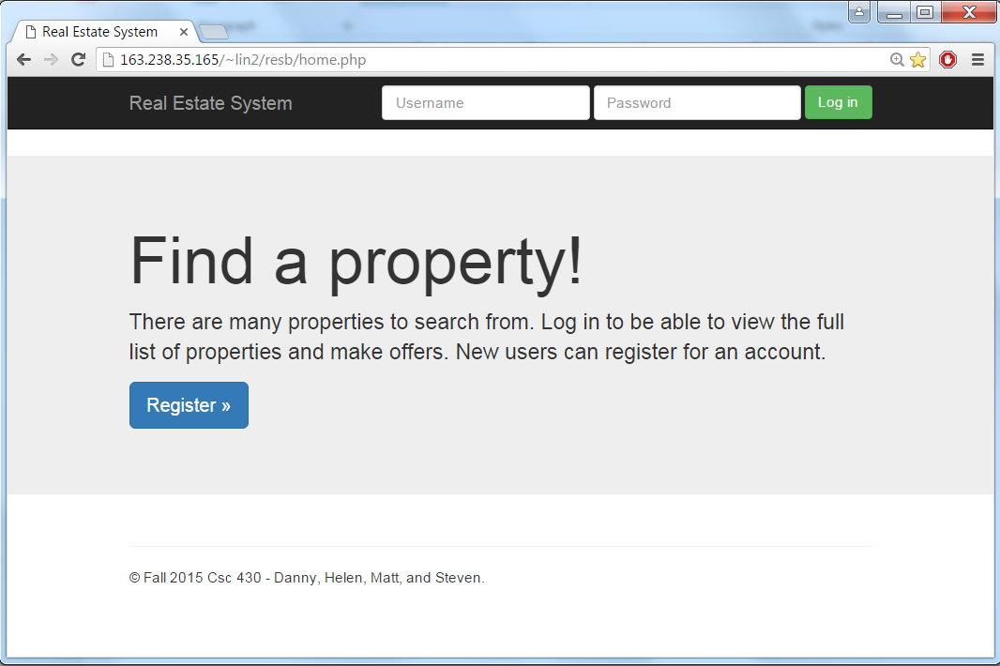 Real Estate System
163.238.35.165/~lin2/resb/home.php
Real Estate System Username Password Log in
Find a property!
There are many properties to search from. Log in to be able to view the full
list of properties and make offers. New users can register for an account.
Register »
© Fall 2015 Csc 430 - Danny, Helen, Matt, and Steven.